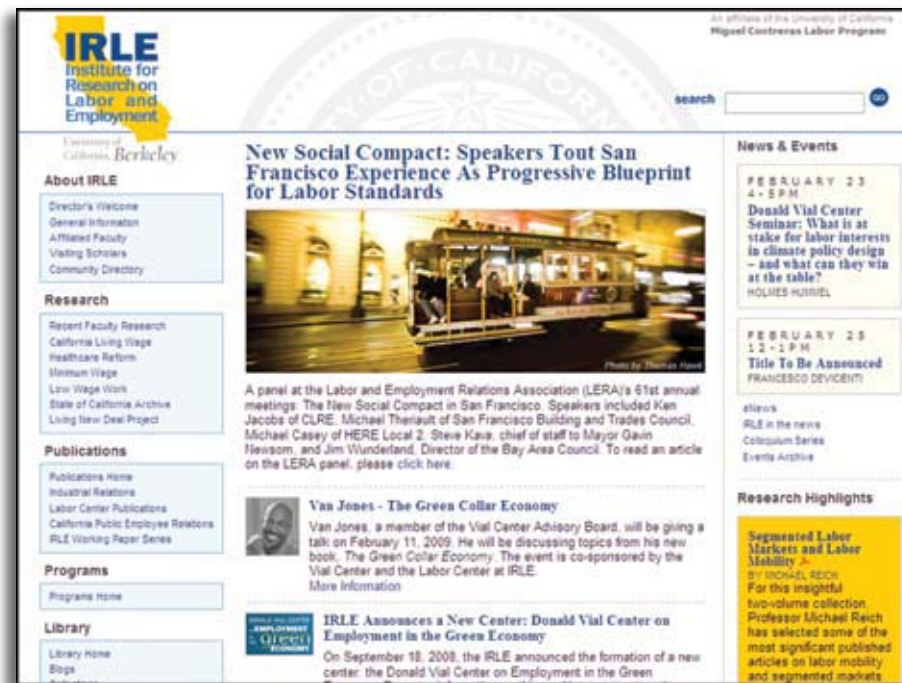 An affiliate of the University of California
Miguel Contreras Labor Program
IRLE
Institute for
Research on
Labor and
Employment
University of
California, Berkeley
search
GO
About IRLE
Director's Welcome
General Information
Affiliated Faculty
Visiting Scholars
Community Directory
Research
Recent Faculty Research
California Living Wage
Healthcare Reform
Minimum Wage
Low Wage Work
State of California Archive
Living New Deal Project
Publications
Publications Home
Industrial Relations
Labor Center Publications
California Public Employee Relations
IRLE Working Paper Series
Programs
Programs Home
Library
Library Home
Blogs
New Social Compact: Speakers Tout San
Francisco Experience As Progressive Blueprint
for Labor Standards
Photo by Thomas Hawk
A panel at the Labor and Employment Relations Association (LERA)'s 61st annual
meetings: The New Social Compact in San Francisco. Speakers included Ken
Jacobs of CLRE, Michael Theriault of San Francisco Building and Trades Council,
Michael Casey of HERE Local 2, Steve Kava, chief of staff to Mayor Gavin
Newsom, and Jim Wunderland, Director of the Bay Area Council. To read an article
on the LERA panel, please click here.
Van Jones - The Green Collar Economy
Van Jones, a member of the Vial Center Advisory Board, will be giving a
talk on February 11, 2009. He will be discussing topics from his new
book, The Green Collar Economy. The event is co-sponsored by the
Vial Center and the Labor Center at IRLE.
More Information
DONALD VIAL CENTER
EMPLOYMENT
green
ECONOMY
IRLE Announces a New Center: Donald Vial Center on
Employment in the Green Economy
On September 18, 2008, the IRLE announced the formation of a new
center: the Donald Vial Center on Employment in the Green
News & Events
FEBRUARY 23
4-5PM
Donald Vial Center
Seminar: What is at
stake for labor interests
in climate policy design
– and what can they win
at the table?
HOLMES HUMMEL
FEBRUARY 25
12-1PM
Title To Be Announced
FRANCESCO DEVICENTI
eNews
IRLE in the news
Colloquium Series
Events Archive
Research Highlights
Segmented Labor
Markets and Labor
Mobility
BY MICHAEL REICH
For this insightful
two-volume collection,
Professor Michael Reich
has selected some of the
most significant published
articles on labor mobility
and segmented markets